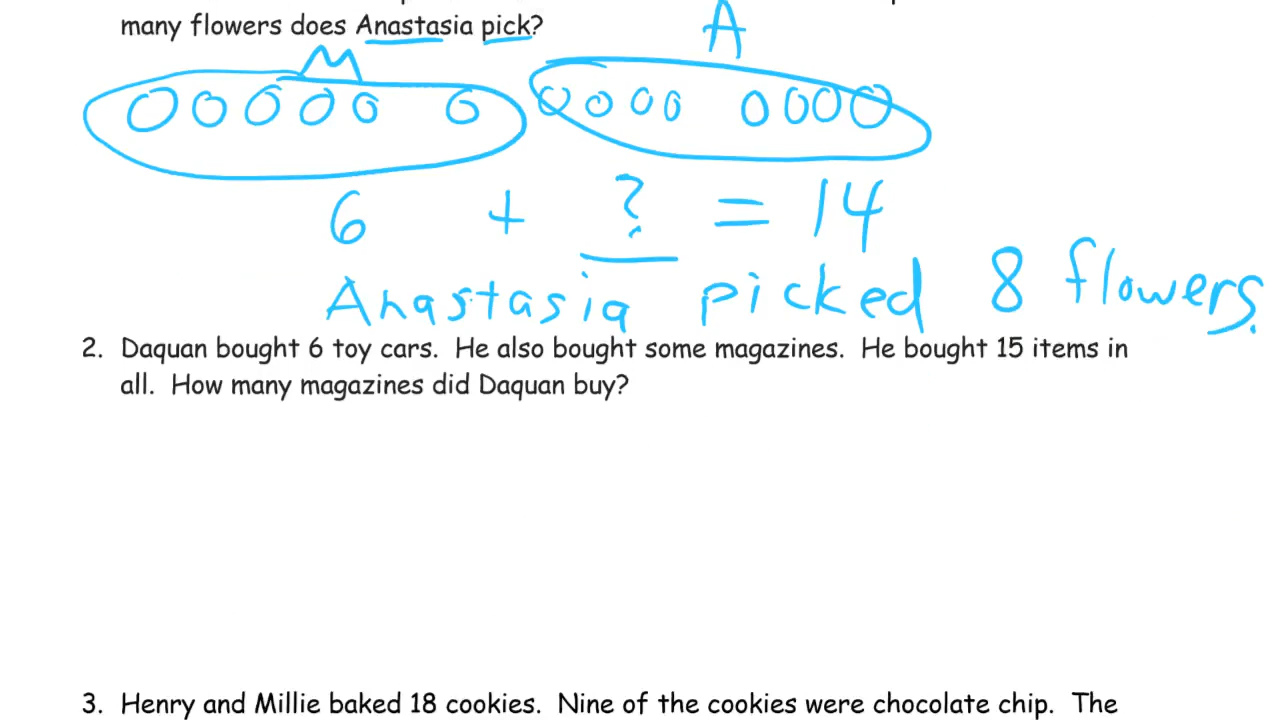 many flowers does Anastasia pick?
M
A
6 + ? = 14
Anastasia picked 8 flowers.
2. Daquan bought 6 toy cars. He also bought some magazines. He bought 15 items in
all. How many magazines did Daquan buy?
3. Henry and Millie baked 18 cookies. Nine of the cookies were chocolate chip. The